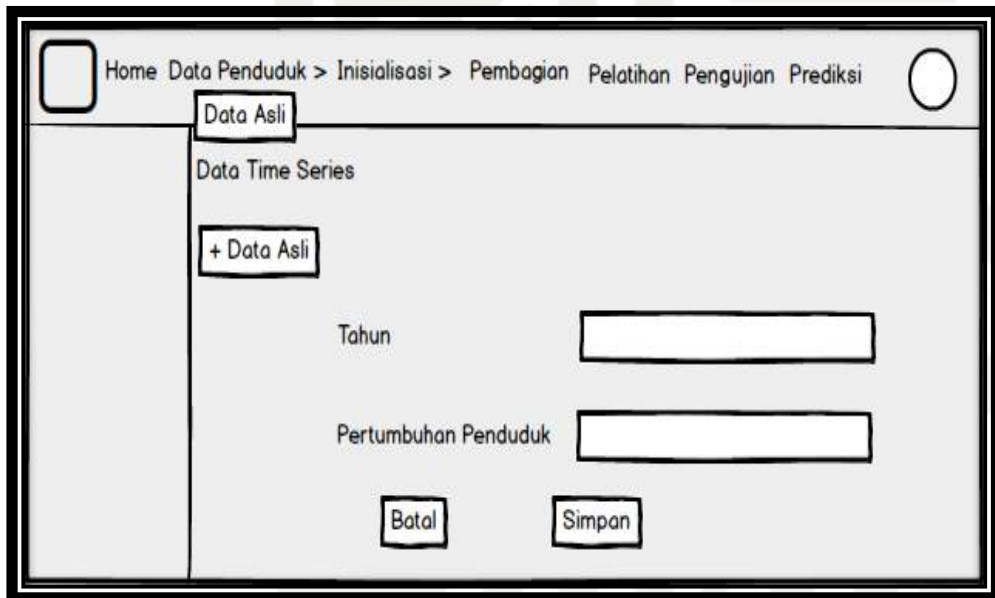 Home Data Penduduk > Inisialisasi > Pembagian Pelatihan Pengujian Prediksi
Data Asli
Data Time Series
+ Data Asli
Tahun
Pertumbuhan Penduduk
Batal Simpan